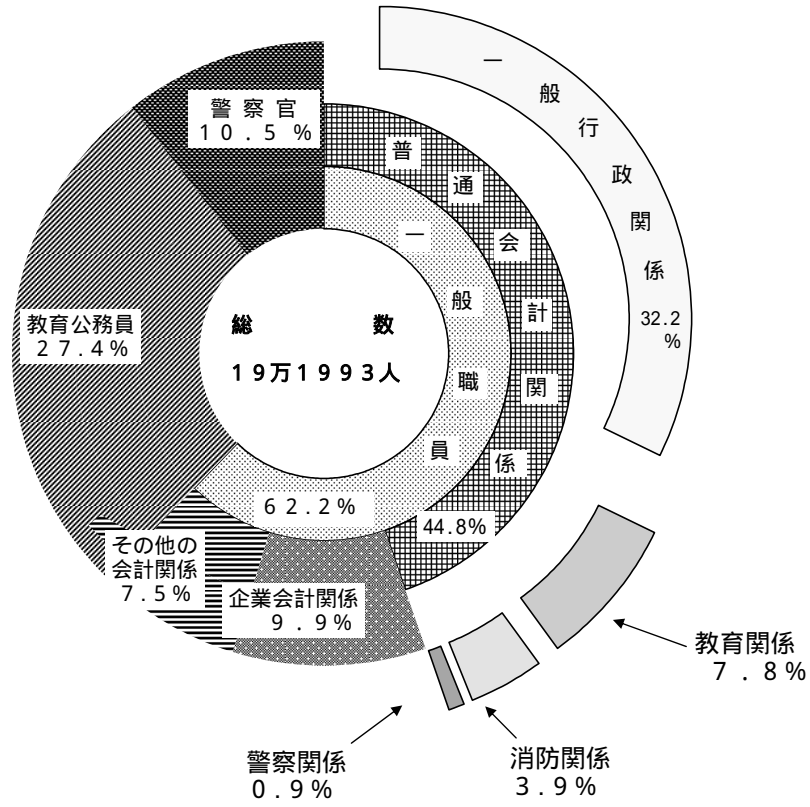 一般行政関係
32.2
%
警察官
10.5%
普通会計関係
44.8%
一般職員
62.2%
総数
19万1993人
教育公務員
27.4%
その他の
会計関係
7.5%
企業会計関係
9.9%
教育関係
7.8%
消防関係
3.9%
警察関係
0.9%